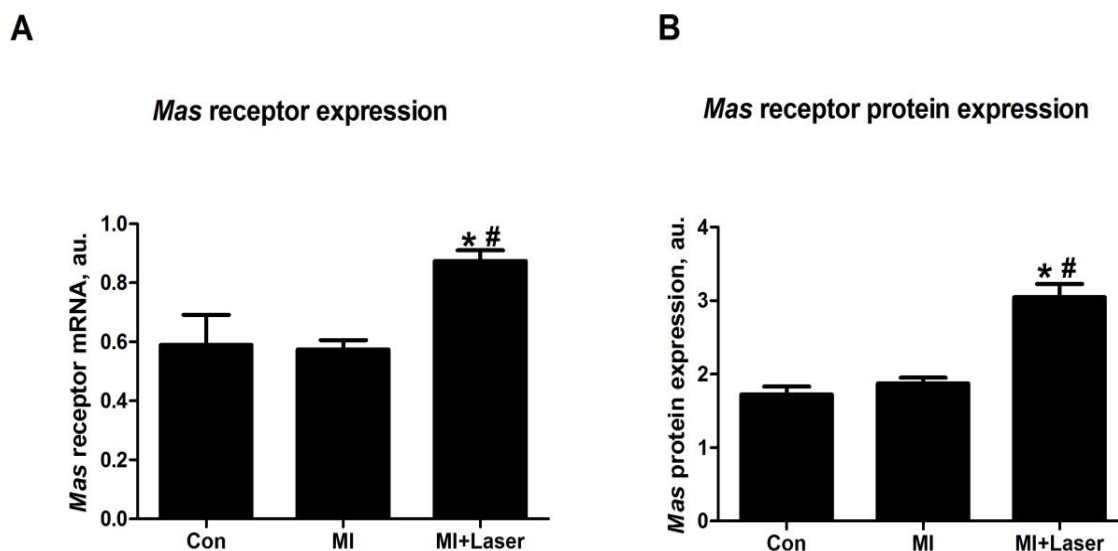 A
Mas receptor expression
Mas receptor mRNA, au.
1.0
0.8
0.6
0.4
0.2
0.0
* #
Con MI MI+Laser
B
Mas receptor protein expression
Mas protein expression, au.
4
3
2
1
0
* #
Con MI MI+Laser